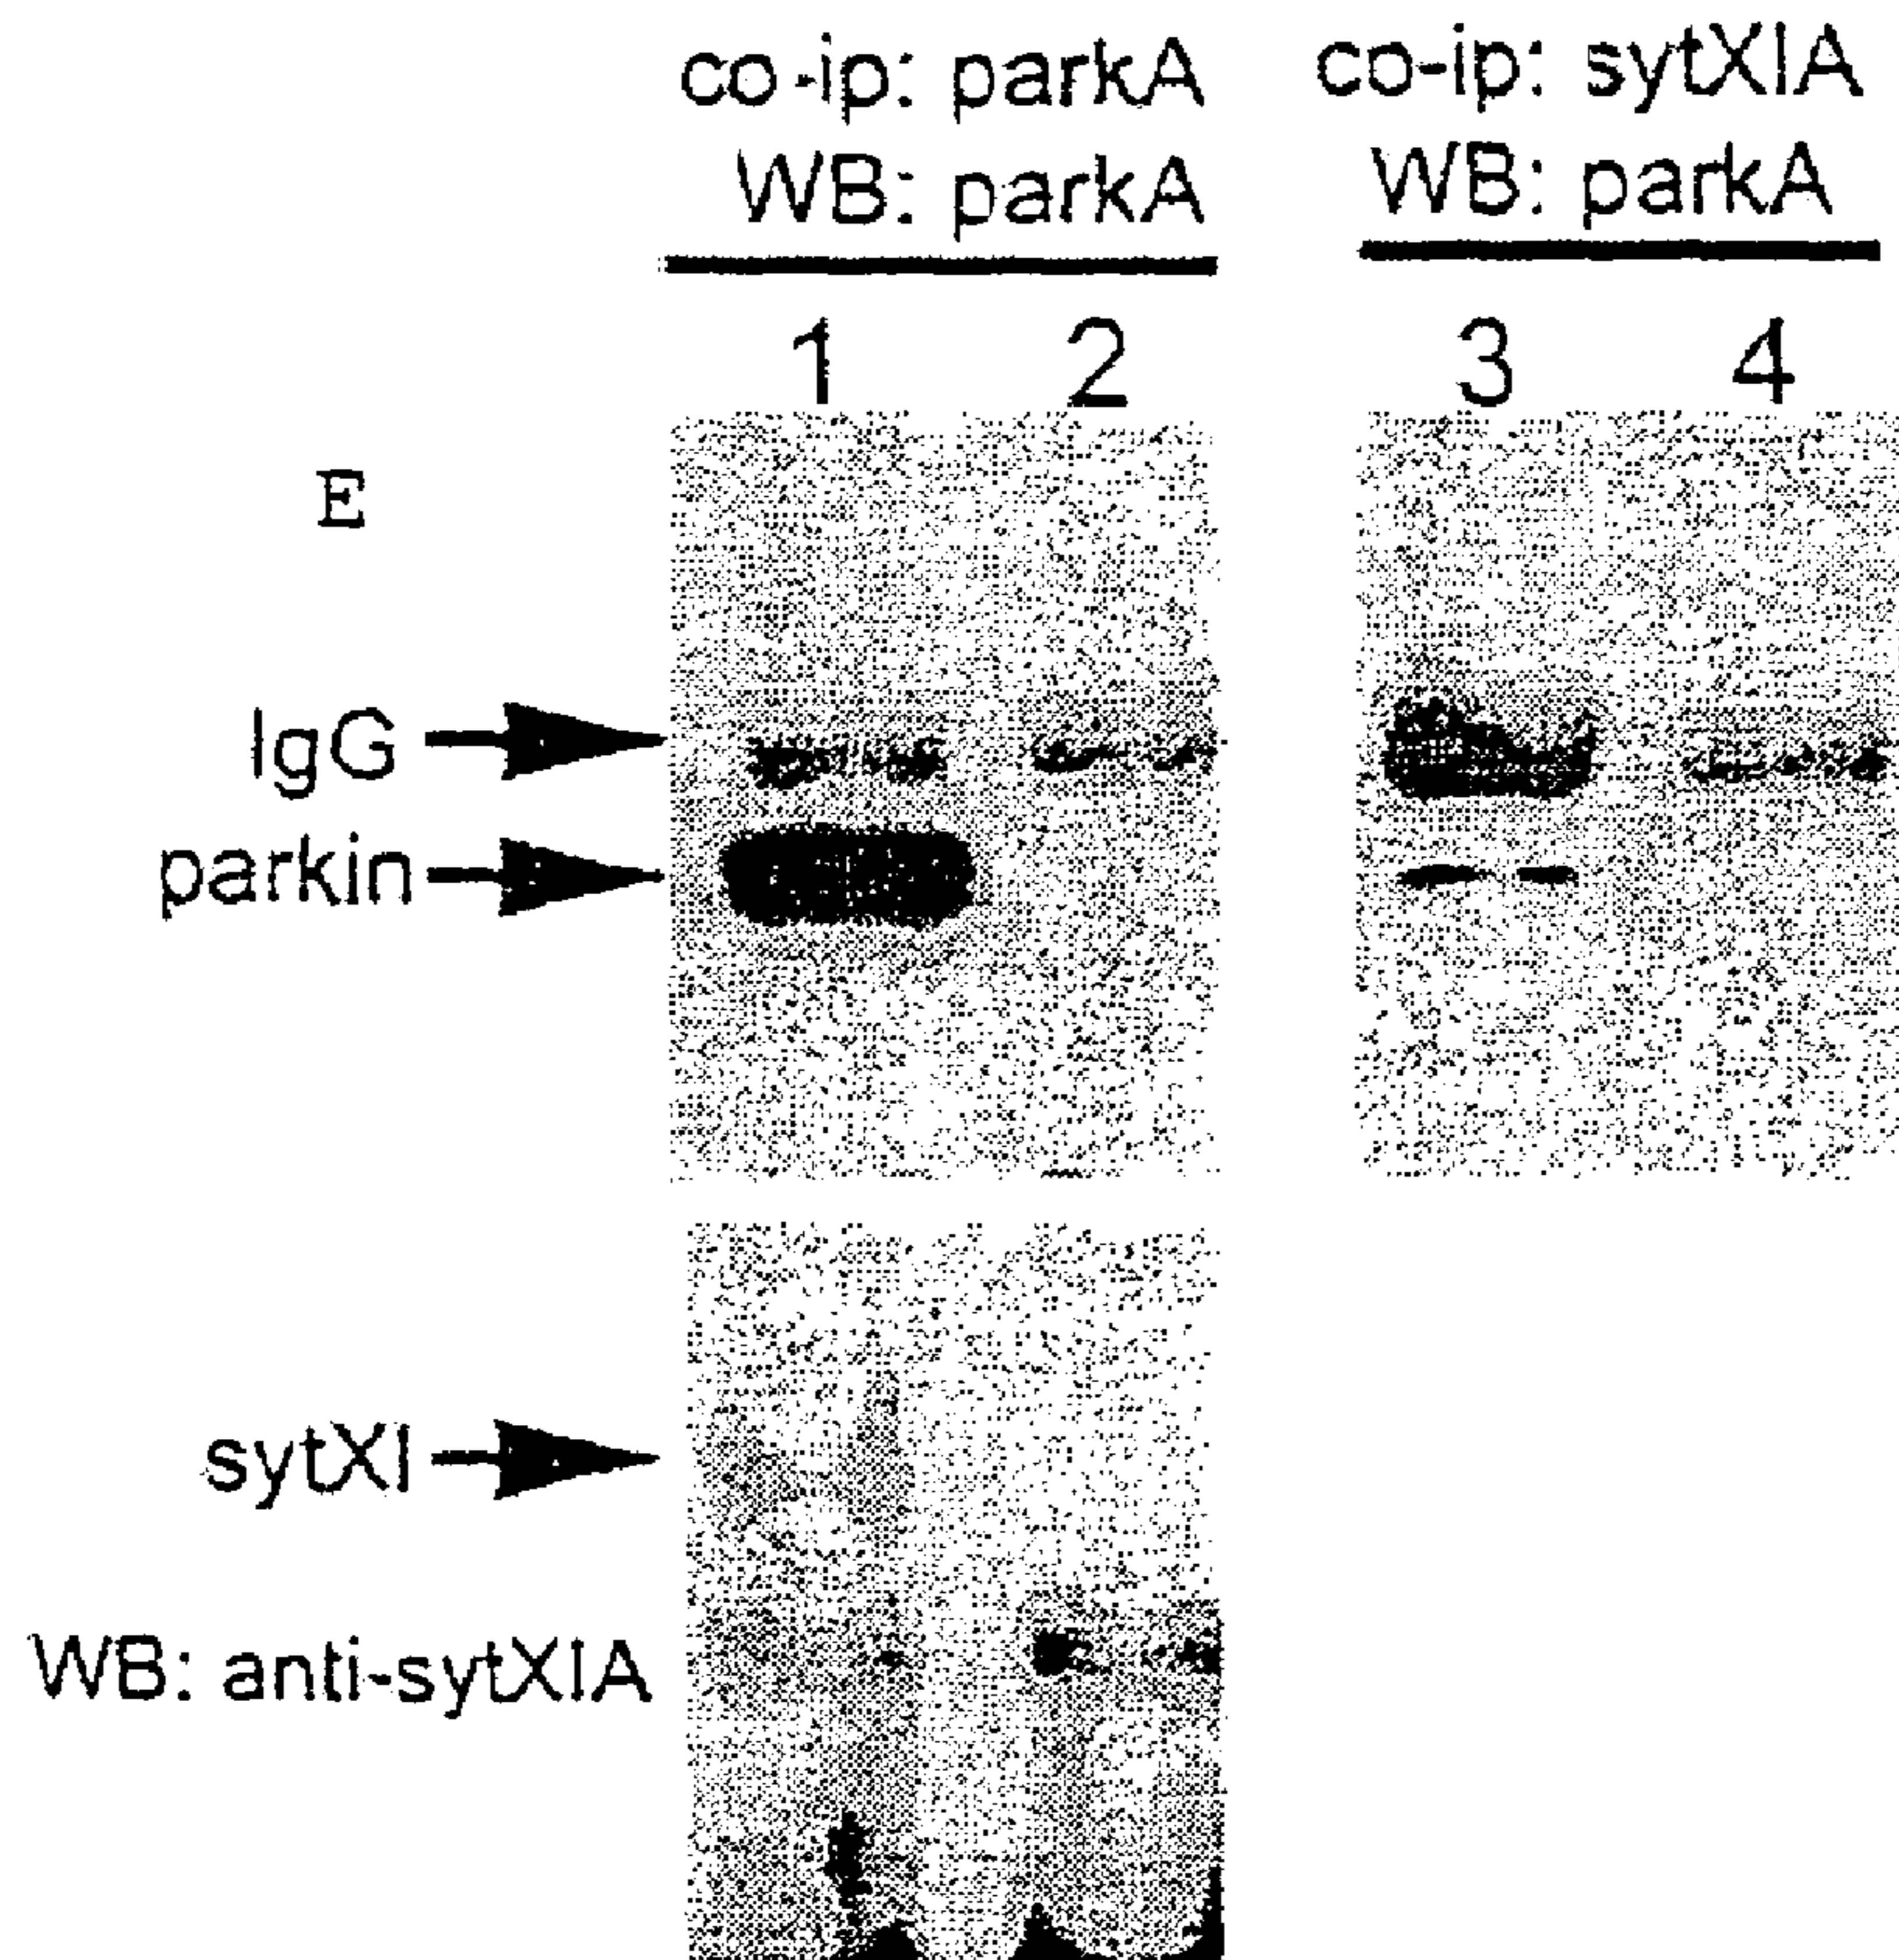 co-ip: parkA
WB: parkA
co-ip: sytXIA
WB: parkA
1 2 3 4
E
IgG
parkin
sytXI
WB: anti-sytXIA